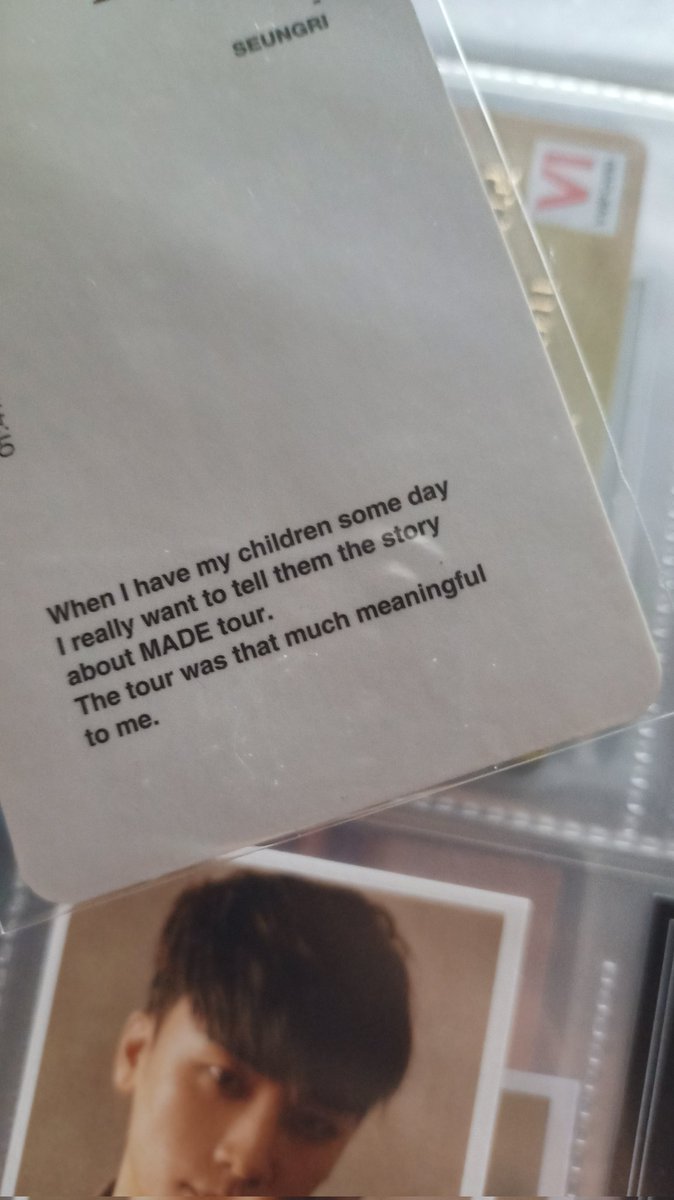 SEUNGRI
VI
When I have my children some day
I really want to tell them the story
about MADE tour.
The tour was that much meaningful
to me.